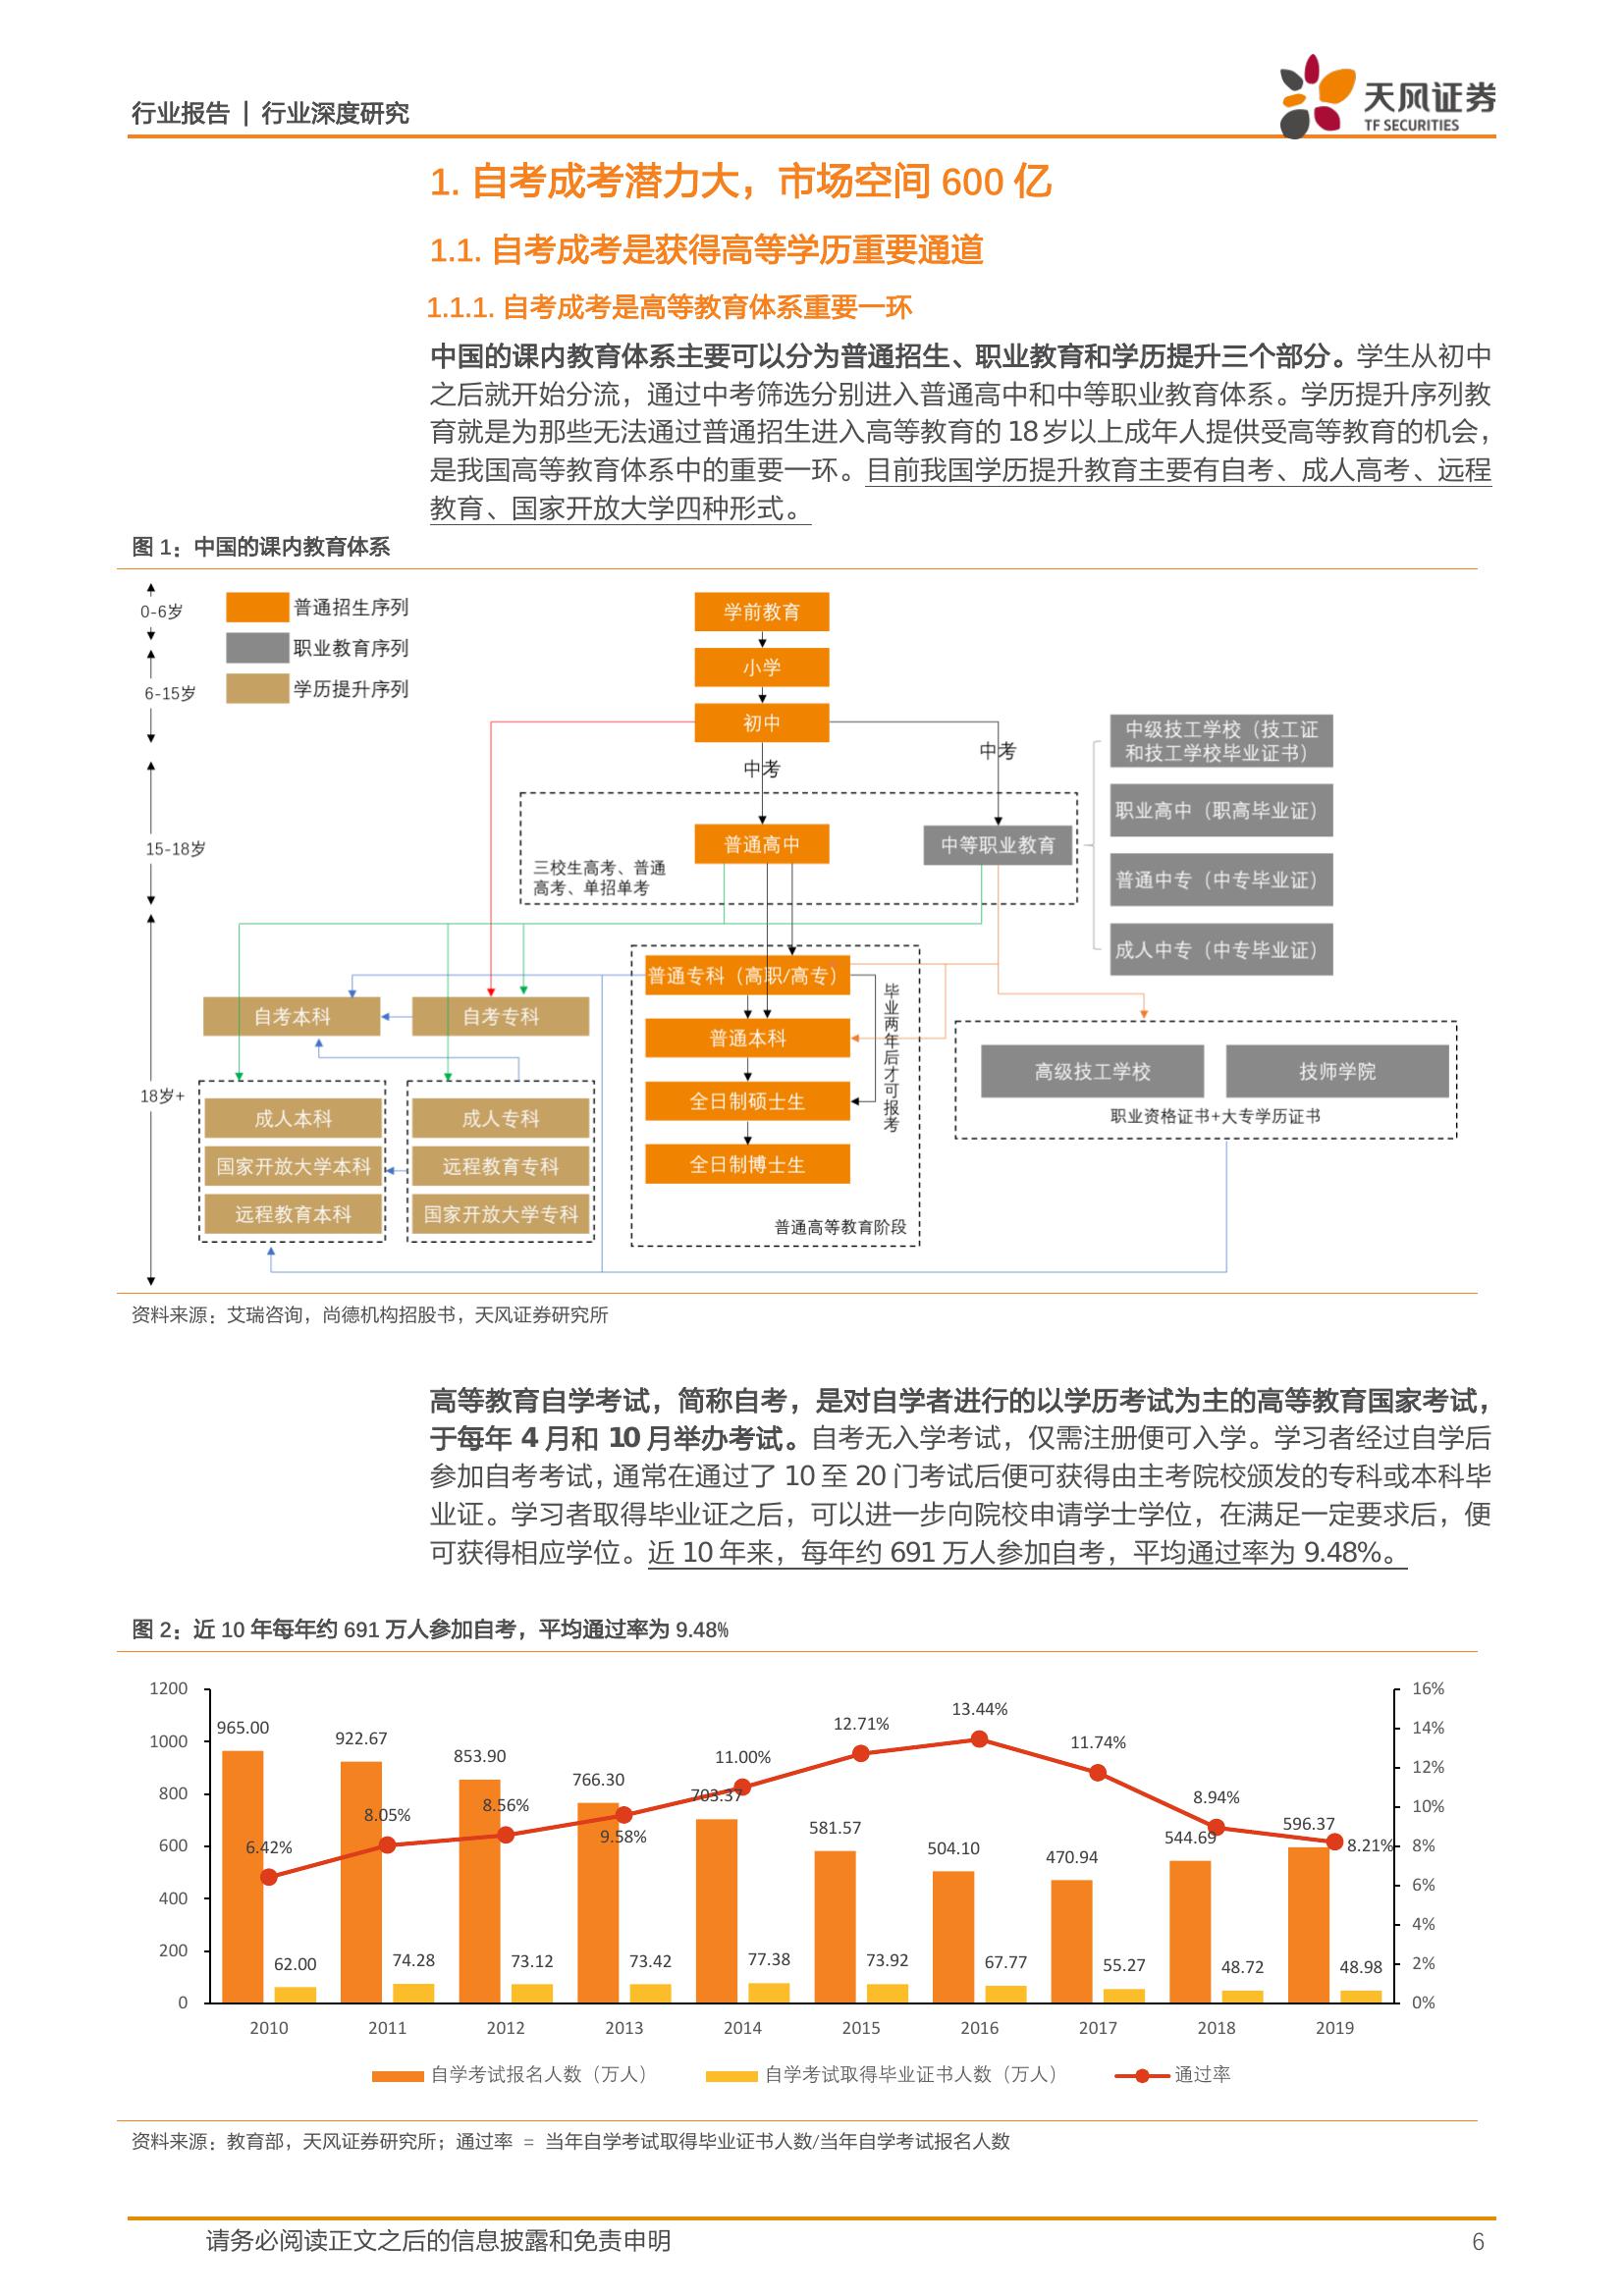 行业报告 | 行业深度研究
天风证券
TF SECURITIES
1. 自考成考潜力大，市场空间 600 亿
1.1. 自考成考是获得高等学历重要通道
1.1.1. 自考成考是高等教育体系重要一环
中国的课内教育体系主要可以分为普通招生、职业教育和学历提升三个部分。学生从初中
之后就开始分流，通过中考筛选分别进入普通高中和中等职业教育体系。学历提升序列教
育就是为那些无法通过普通招生进入高等教育的 18 岁以上成年人提供受高等教育的机会，
是我国高等教育体系中的重要一环。目前我国学历提升教育主要有自考、成人高考、远程
教育、国家开放大学四种形式。
图 1：中国的课内教育体系
0-6岁
6-15岁
15-18岁
18岁+
普通招生序列
职业教育序列
学历提升序列
学前教育
小学
初中
中考
中考
普通高中
中等职业教育
三校生高考、普通
高考、单招单考
中级技工学校（技工证
和技工学校毕业证书）
职业高中（职高毕业证）
普通中专（中专毕业证）
成人中专（中专毕业证）
自考本科
自考专科
普通专科（高职/高专）
普通本科
全日制硕士生
全日制博士生
毕业两年后才可报考
普通高等教育阶段
高级技工学校
技师学院
职业资格证书+大专学历证书
成人本科
国家开放大学本科
远程教育本科
成人专科
远程教育专科
国家开放大学专科
资料来源：艾瑞咨询，尚德机构招股书，天风证券研究所
高等教育自学考试，简称自考，是对自学者进行的以学历考试为主的高等教育国家考试，
于每年 4 月和 10 月举办考试。自考无入学考试，仅需注册便可入学。学习者经过自学后
参加自考考试，通常在通过了 10 至 20 门考试后便可获得由主考院校颁发的专科或本科毕
业证。学习者取得毕业证之后，可以进一步向院校申请学士学位，在满足一定要求后，便
可获得相应学位。近 10 年来，每年约 691 万人参加自考，平均通过率为 9.48%。
图 2：近 10 年每年约 691 万人参加自考，平均通过率为 9.48%
1200
1000
800
600
400
200
0
16%
14%
12%
10%
8%
6%
4%
2%
0%
965.00
922.67
853.90
766.30
703.37
581.57
504.10
470.94
544.69
596.37
6.42%
8.05%
8.56%
9.58%
11.00%
12.71%
13.44%
11.74%
8.94%
8.21%
62.00
74.28
73.12
73.42
77.38
73.92
67.77
55.27
48.72
48.98
2010
2011
2012
2013
2014
2015
2016
2017
2018
2019
自学考试报名人数（万人）
自学考试取得毕业证书人数（万人）
通过率
资料来源：教育部，天风证券研究所；通过率 = 当年自学考试取得毕业证书人数/当年自学考试报名人数
请务必阅读正文之后的信息披露和免责申明
6